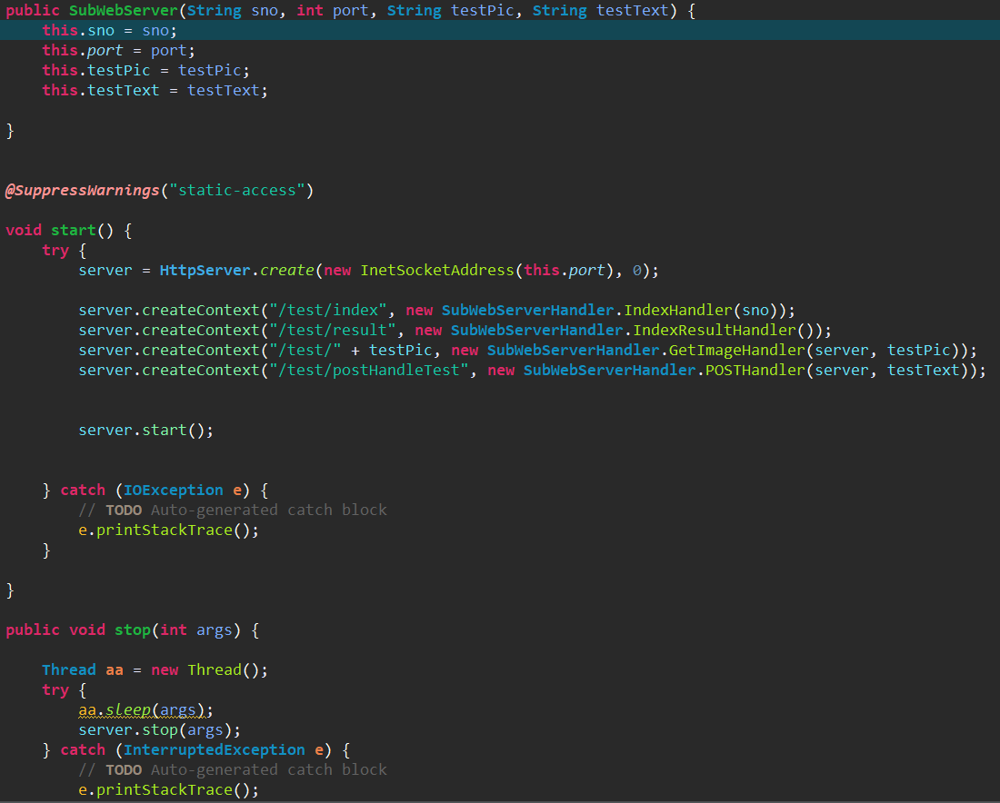 public SubWebServer(String sno, int port, String testPic, String testText) {
this.sno = sno;
this.port = port;
this.testPic = testPic;
this.testText = testText;
}
@SuppressWarnings("static-access")
void start() {
try {
server = HttpServer.create(new InetSocketAddress(this.port), 0);
server.createContext("/test/index", new SubWebServerHandler.IndexHandler(sno));
server.createContext("/test/result", new SubWebServerHandler.IndexResultHandler());
server.createContext("/test/" + testPic, new SubWebServerHandler.GetImageHandler(server, testPic));
server.createContext("/test/postHandleTest", new SubWebServerHandler.POSTHandler(server, testText));
server.start();
} catch (IOException e) {
// TODO Auto-generated catch block
e.printStackTrace();
}
}
public void stop(int args) {
Thread aa = new Thread();
try {
aa.sleep(args);
server.stop(args);
} catch (InterruptedException e) {
// TODO Auto-generated catch block
e.printStackTrace();